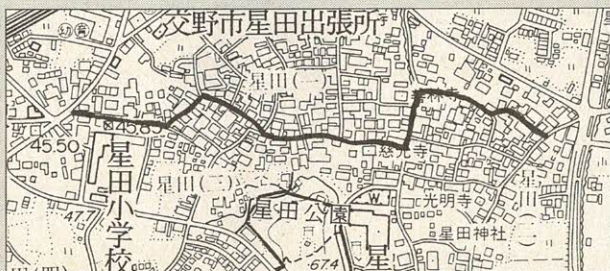 交野市星田出張所
幼
星田(一)
45.85
45.50
慈光寺
星田小学校
星田(三)
星田公園
W
光明寺
星田(二)
星田神社
47.7
67.4
星